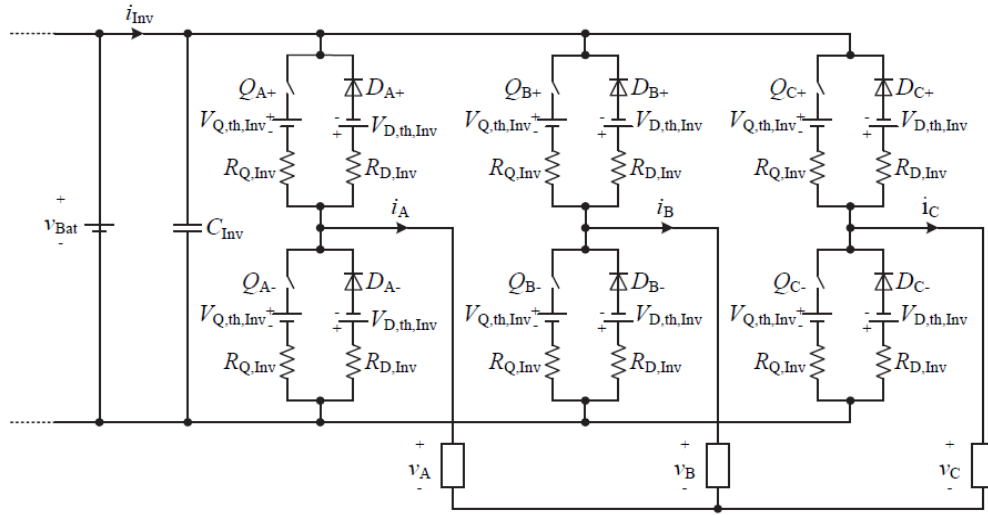 i_Inv
Q_A+ D_A+ Q_B+ D_B+ Q_C+ D_C+
V_Q,th,Inv + - - + V_D,th,Inv V_Q,th,Inv + - - + V_D,th,Inv V_Q,th,Inv + - - + V_D,th,Inv
R_Q,Inv R_D,Inv R_Q,Inv R_D,Inv R_Q,Inv R_D,Inv
i_A i_B i_C
+
v_Bat C_Inv
-
Q_A- D_A- Q_B- D_B- Q_C- D_C-
V_Q,th,Inv + - - + V_D,th,Inv V_Q,th,Inv + - - + V_D,th,Inv V_Q,th,Inv + - - + V_D,th,Inv
R_Q,Inv R_D,Inv R_Q,Inv R_D,Inv R_Q,Inv R_D,Inv
+ + +
v_A v_B v_C
- - -